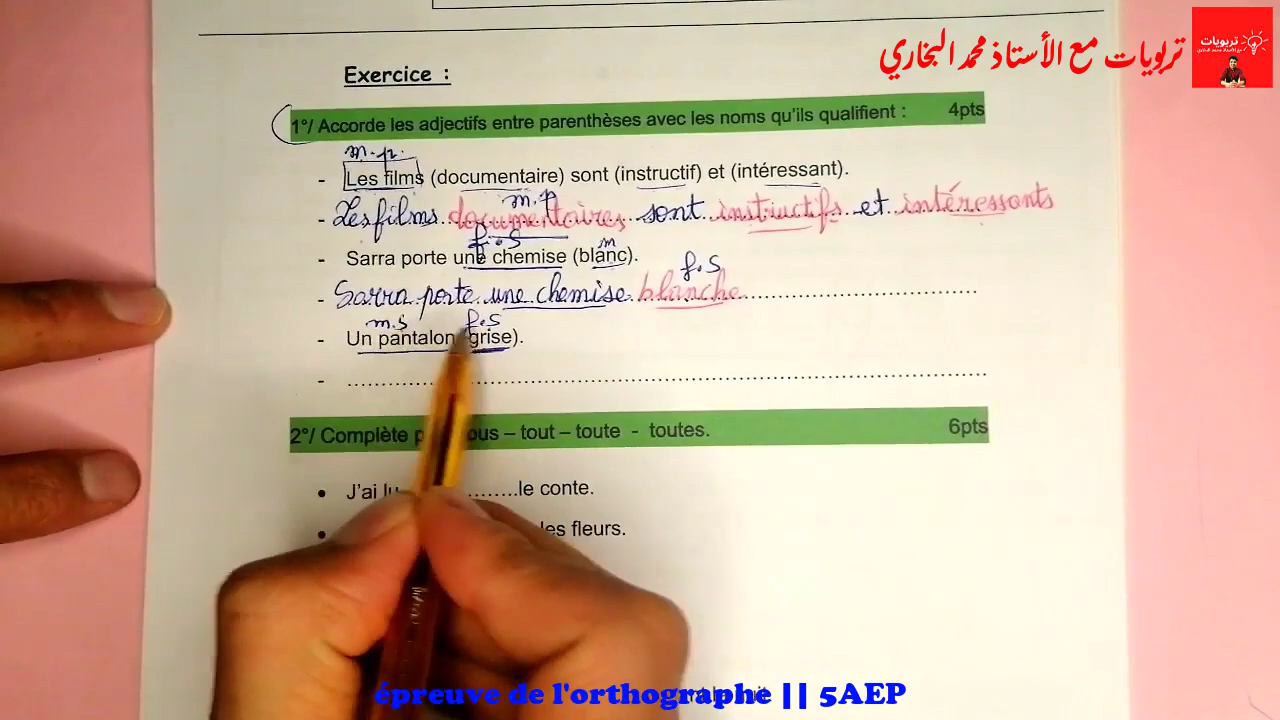 تربويات مع الأستاذ محمد البخاري
تربويات
Exercice :
1°/ Accorde les adjectifs entre parenthèses avec les noms qu'ils qualifient : 4pts
m.p.
- Les films (documentaire) sont (instructif) et (intéressant).
m.p
- Les films documentaires sont instructifs et intéressants
f.s m
- Sarra porte une chemise (blanc).
f.s
- Sarra porte une chemise blanche
m.s f.s
- Un pantalon grise).
- 
2°/ Complète ous – tout – toute - toutes. 6pts
• J'ai lu ........le conte.
• les fleurs.
épreuve de l'orthographe || 5AEP